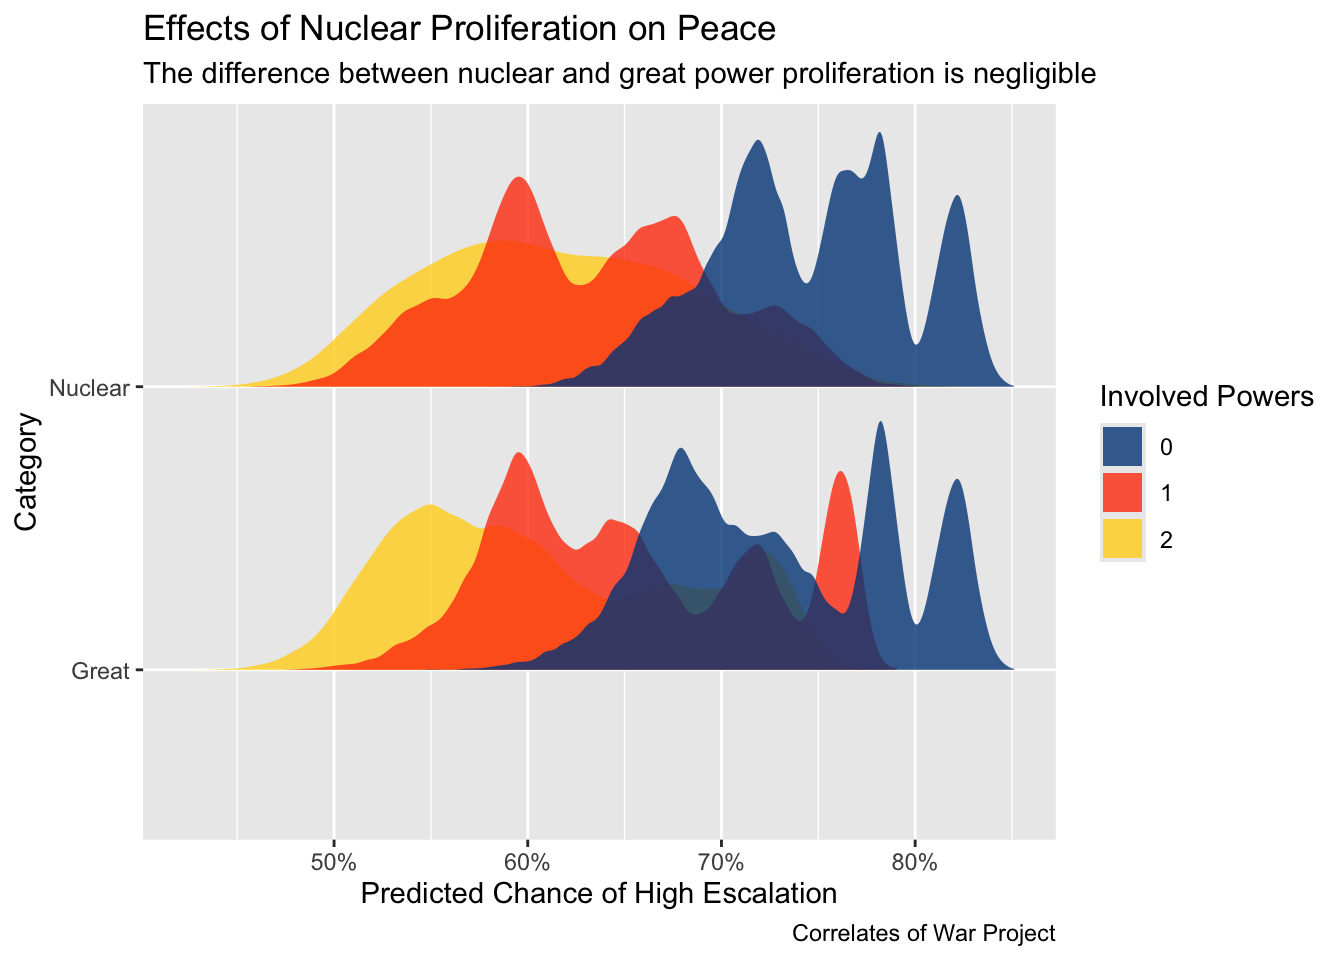 Effects of Nuclear Proliferation on Peace
The difference between nuclear and great power proliferation is negligible
Category
Nuclear
Great
50%
60%
70%
80%
Predicted Chance of High Escalation
Involved Powers
0
1
2
Correlates of War Project